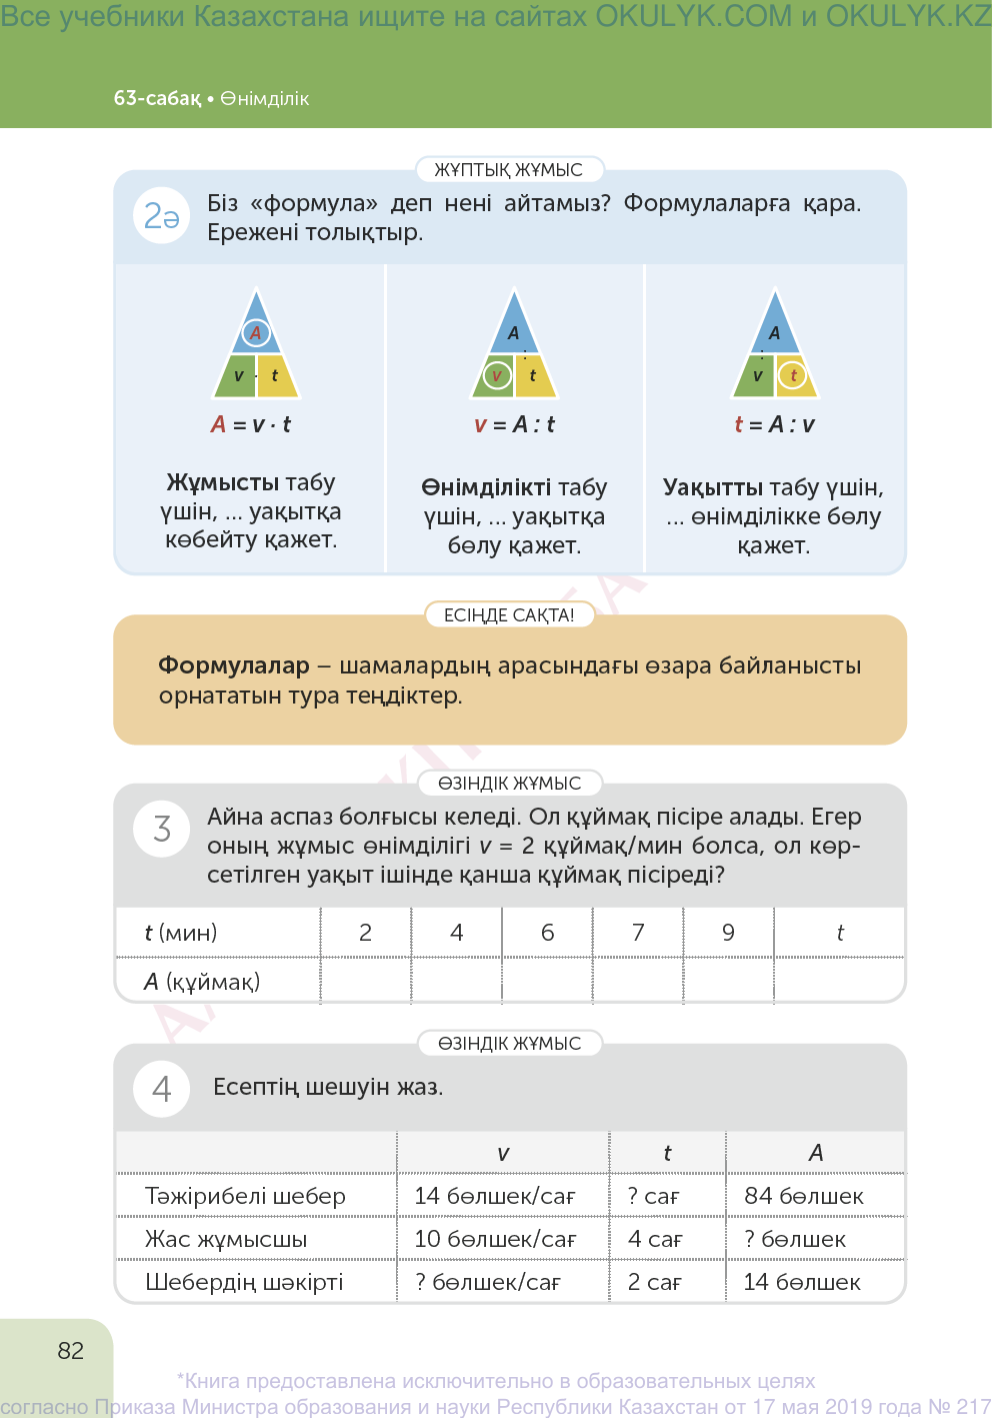 Все учебники Казахстана ищите на сайтах OKULYK.COM и OKULYK.KZ
63-сабақ • Өнімділік
ЖҰПТЫҚ ЖҰМЫС
2ә
Біз «формула» деп нені айтамыз? Формулаларға қара.
Ережені толықтыр.
A
v · t
A = v · t
Жұмысты табу
үшін, ... уақытқа
көбейту қажет.
A
:
v t
v = A : t
Өнімділікті табу
үшін, ... уақытқа
бөлу қажет.
A
:
v t
t = A : v
Уақытты табу үшін,
... өнімділікке бөлу
қажет.
ЕСІҢДЕ САҚТА!
Формулалар – шамалардың арасындағы өзара байланысты
орнататын тура теңдіктер.
ӨЗІНДІК ЖҰМЫС
3
Айна аспаз болғысы келеді. Ол құймақ пісіре алады. Егер
оның жұмыс өнімділігі v = 2 құймақ/мин болса, ол көр-
сетілген уақыт ішінде қанша құймақ пісіреді?
t (мин) 2 4 6 7 9 t
A (құймақ)
ӨЗІНДІК ЖҰМЫС
4
Есептің шешуін жаз.
v t A
Тәжірибелі шебер 14 бөлшек/сағ ? сағ 84 бөлшек
Жас жұмысшы 10 бөлшек/сағ 4 сағ ? бөлшек
Шебердің шәкірті ? бөлшек/сағ 2 сағ 14 бөлшек
82
*Книга предоставлена исключительно в образовательных целях
согласно Приказа Министра образования и науки Республики Казахстан от 17 мая 2019 года № 217